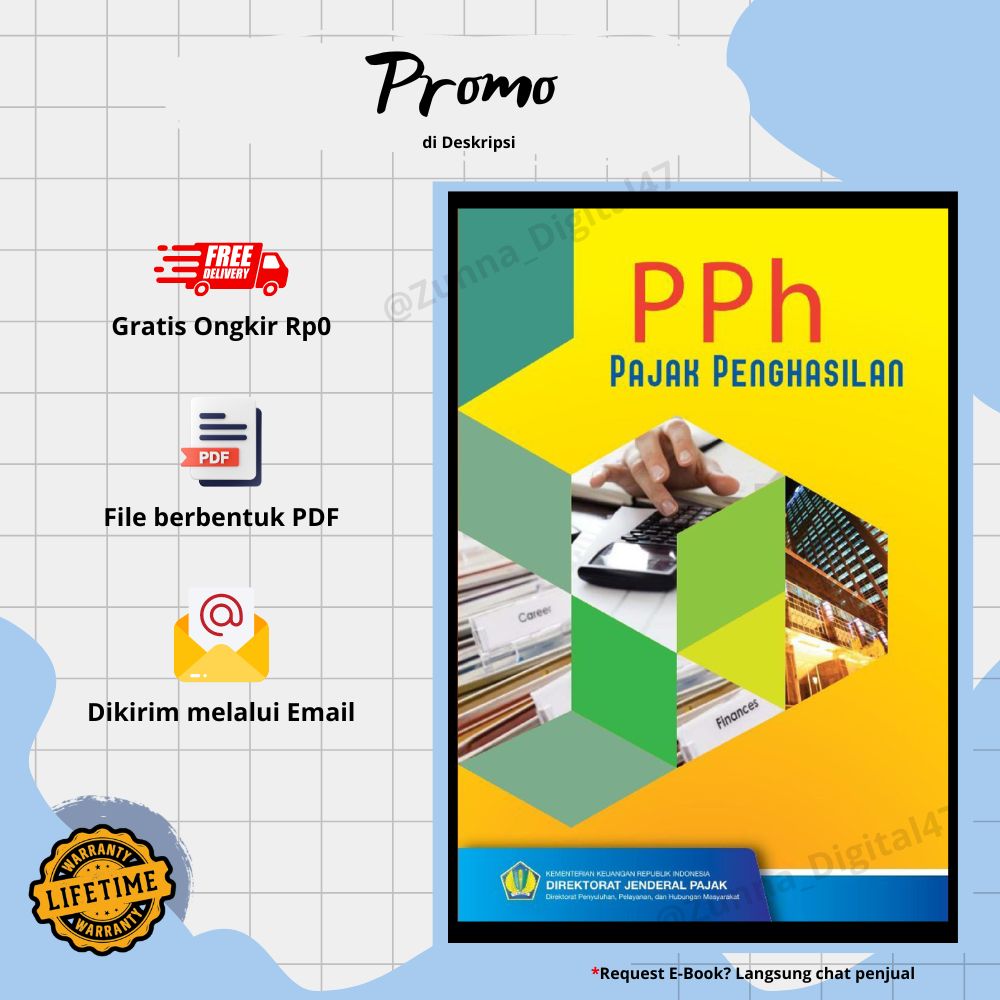 Promo
di Deskripsi
@Zunna_Digital47
FREE
DELIVERY
Gratis Ongkir Rp0
PDF
File berbentuk PDF
@
Dikirim melalui Email
WARRANTY
LIFETIME
WARRANTY
PPh
PAJAK PENGHASILAN
Career
Finances
KEMENTERIAN KEUANGAN REPUBLIK INDONESIA
DIREKTORAT JENDERAL PAJAK
Direktorat Penyuluhan, Pelayanan, dan Hubungan Masyarakat
@Zunna_Digital47
*Request E-Book? Langsung chat penjual